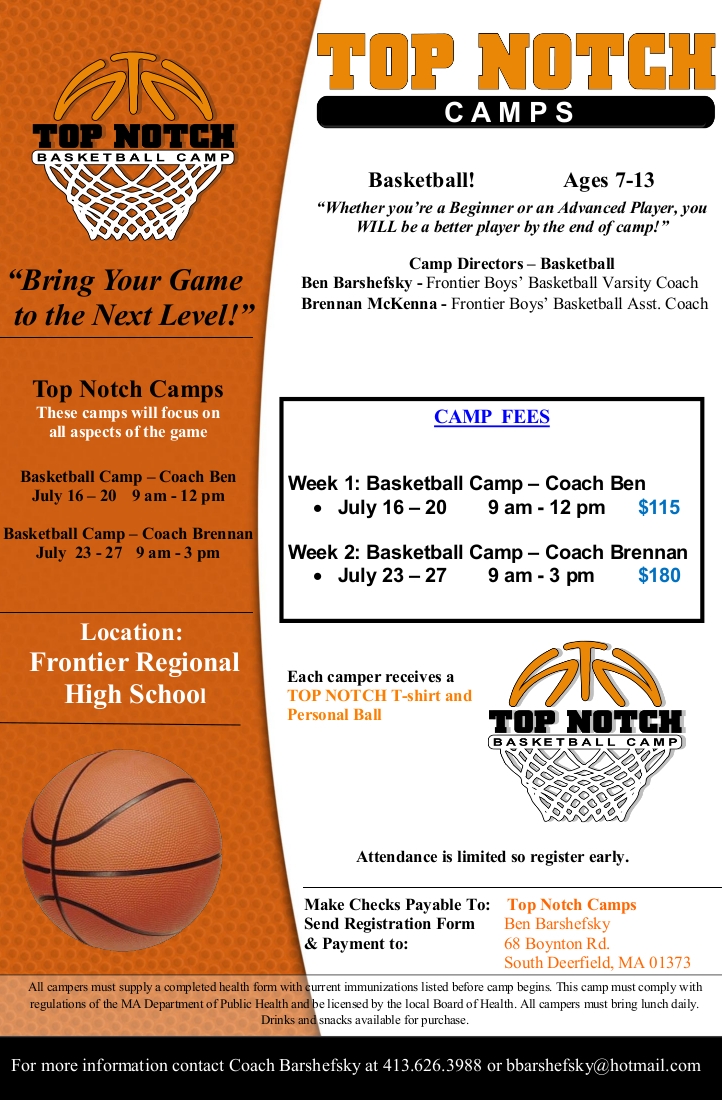 TOP NOTCH
BASKETBALL CAMP
“Bring Your Game
to the Next Level!”
Top Notch Camps
These camps will focus on
all aspects of the game
Basketball Camp – Coach Ben
July 16 – 20 9 am - 12 pm
Basketball Camp – Coach Brennan
July 23 - 27 9 am - 3 pm
Location:
Frontier Regional
High School
TOP NOTCH
CAMPS
Basketball! Ages 7-13
“Whether you’re a Beginner or an Advanced Player, you
WILL be a better player by the end of camp!”
Camp Directors – Basketball
Ben Barshefsky - Frontier Boys’ Basketball Varsity Coach
Brennan McKenna - Frontier Boys’ Basketball Asst. Coach
CAMP FEES
Week 1: Basketball Camp – Coach Ben
• July 16 – 20 9 am - 12 pm $115
Week 2: Basketball Camp – Coach Brennan
• July 23 – 27 9 am - 3 pm $180
Each camper receives a
TOP NOTCH T-shirt and
Personal Ball
TOP NOTCH
BASKETBALL CAMP
Attendance is limited so register early.
Make Checks Payable To: Top Notch Camps
Send Registration Form Ben Barshefsky
& Payment to: 68 Boynton Rd.
South Deerfield, MA 01373
All campers must supply a completed health form with current immunizations listed before camp begins. This camp must comply with
regulations of the MA Department of Public Health and be licensed by the local Board of Health. All campers must bring lunch daily.
Drinks and snacks available for purchase.
For more information contact Coach Barshefsky at 413.626.3988 or bbarshefsky@hotmail.com